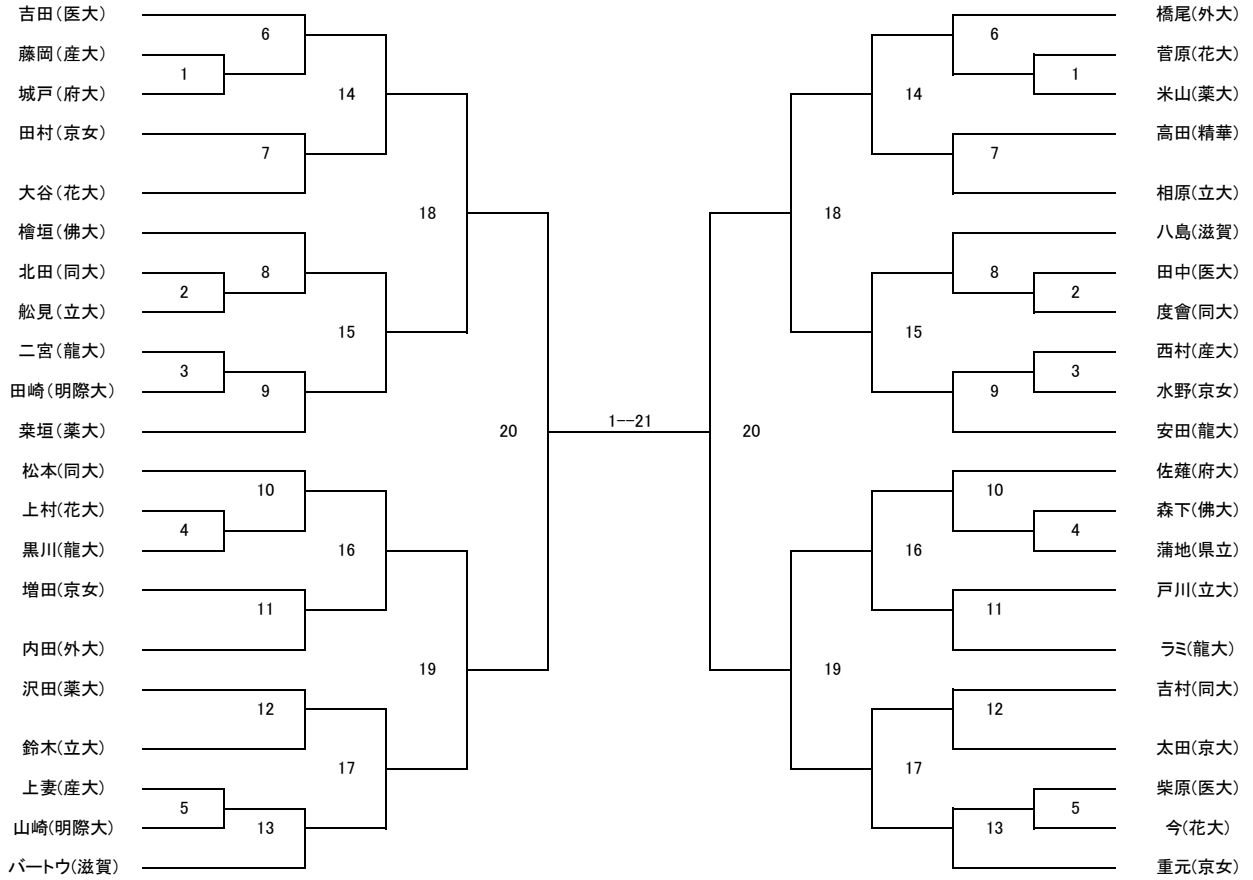 吉田(医大)
藤岡(産大)
城戸(府大)
田村(京女)
大谷(花大)
檜垣(佛大)
北田(同大)
舩見(立大)
二宮(龍大)
田崎(明際大)
桒垣(薬大)
松本(同大)
上村(花大)
黒川(龍大)
増田(京女)
内田(外大)
沢田(薬大)
鈴木(立大)
上妻(産大)
山崎(明際大)
バートウ(滋賀)
1
2
3
4
5
6
7
8
9
10
11
12
13
14
15
16
17
18
19
20
1--21
20
18
19
14
15
16
17
6
7
8
9
10
11
12
13
1
2
3
4
5
橋尾(外大)
菅原(花大)
米山(薬大)
高田(精華)
相原(立大)
八島(滋賀)
田中(医大)
度會(同大)
西村(産大)
水野(京女)
安田(龍大)
佐薙(府大)
森下(佛大)
蒲地(県立)
戸川(立大)
ラミ(龍大)
吉村(同大)
太田(京大)
柴原(医大)
今(花大)
重元(京女)